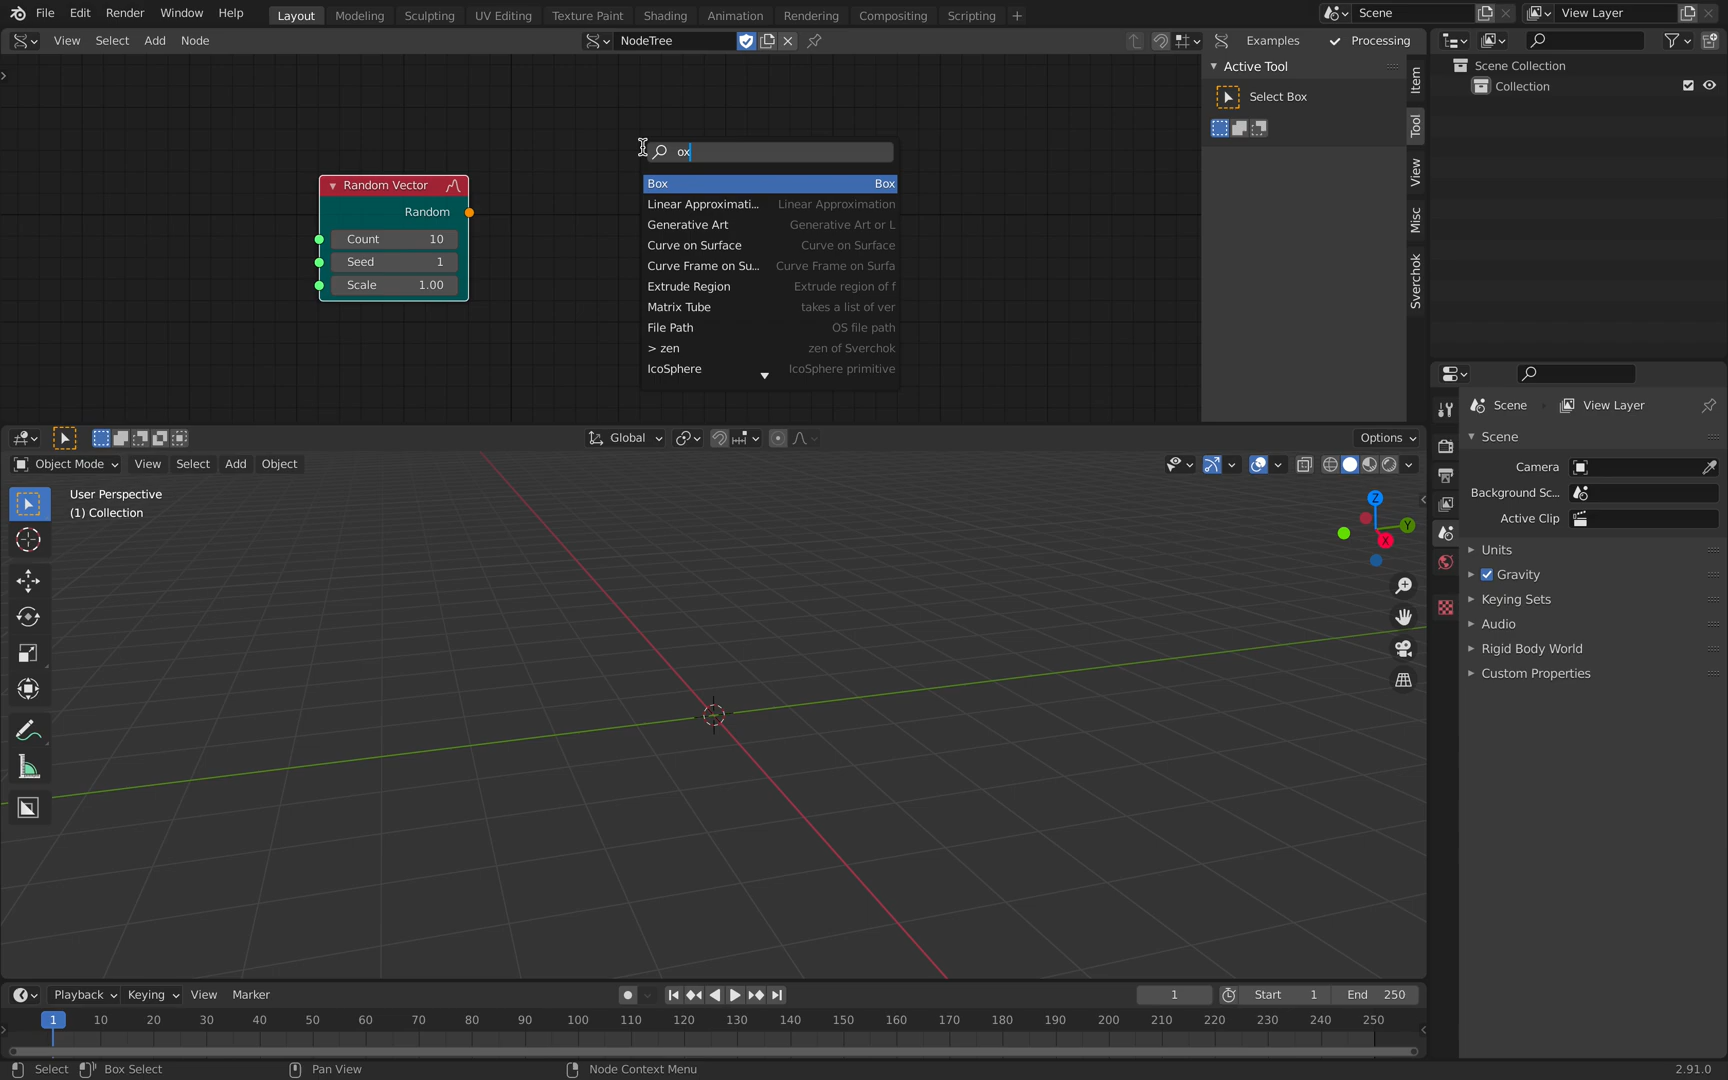 File Edit Render Window Help Layout Modeling Sculpting UV Editing Texture Paint Shading Animation Rendering Compositing Scripting + Scene View Layer
View Select Add Node NodeTree Examples Processing
Active Tool
Select Box
Item
Tool
View
Misc
Sverchok
Scene Collection
Collection
Random Vector
Random
Count 10
Seed 1
Scale 1.00
ox
Box Box
Linear Approximati... Linear Approximation
Generative Art Generative Art or L
Curve on Surface Curve on Surface
Curve Frame on Su... Curve Frame on Surfa
Extrude Region Extrude region of f
Matrix Tube takes a list of ver
File Path OS file path
> zen zen of Sverchok
IcoSphere IcoSphere primitive
Global Options
Object Mode View Select Add Object
User Perspective
(1) Collection
Z
Y
X
Scene View Layer
Scene
Camera
Background Sc...
Active Clip
Units
Gravity
Keying Sets
Audio
Rigid Body World
Custom Properties
Playback Keying View Marker 1 Start 1 End 250
1 10 20 30 40 50 60 70 80 90 100 110 120 130 140 150 160 170 180 190 200 210 220 230 240 250
Select Box Select Pan View Node Context Menu 2.91.0